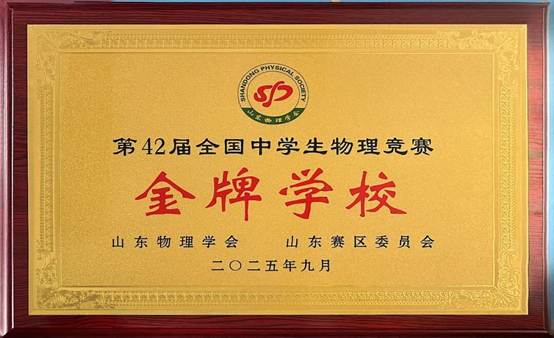 SHANDONG PHYSICAL SOCIETY
山东物理学会
第42届全国中学生物理竞赛
金牌学校
山东物理学会 山东赛区委员会
二〇二五年九月